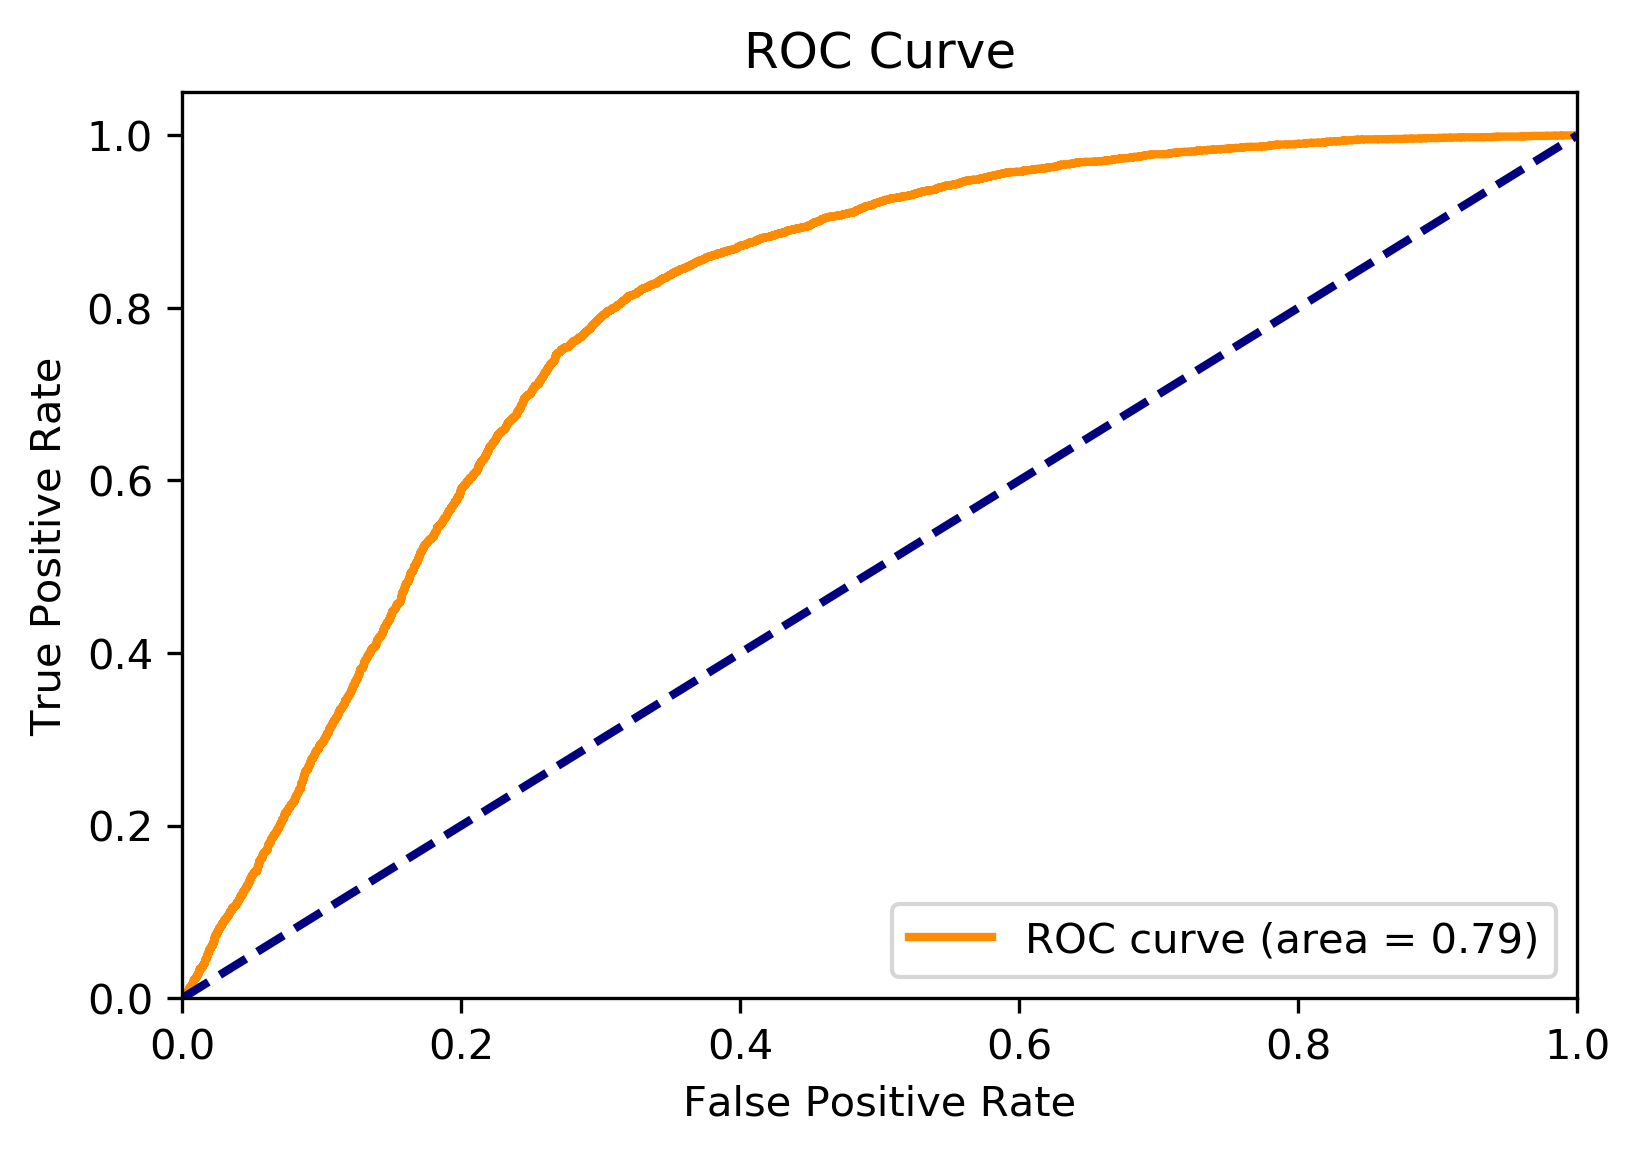 ROC Curve
1.0
0.8
0.6
0.4
0.2
0.0
True Positive Rate
ROC curve (area = 0.79)
0.0 0.2 0.4 0.6 0.8 1.0
False Positive Rate